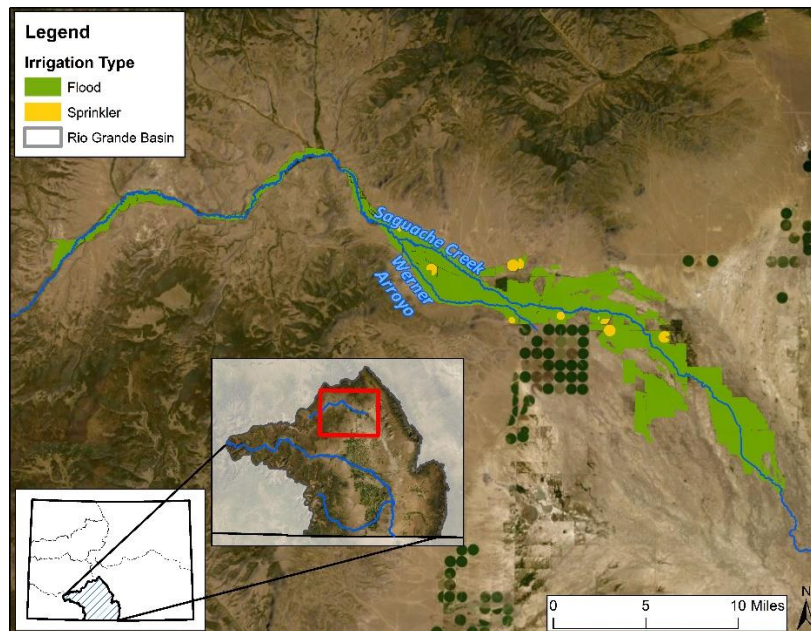 Legend
Irrigation Type
Flood
Sprinkler
Rio Grande Basin
Saguache Creek
Werner
Arroyo
N
0 5 10 Miles